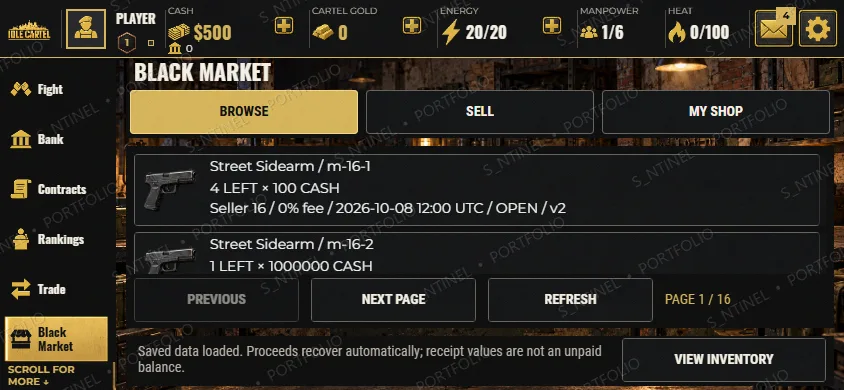 IDLE CARTEL
PLAYER
1
CASH
$500
0
CARTEL GOLD
0
ENERGY
20/20
MANPOWER
1/6
HEAT
0/100
4
Fight
Bank
Contracts
Rankings
Trade
Black
Market
SCROLL FOR
MORE ↓
BLACK MARKET
BROWSE
SELL
MY SHOP
Street Sidearm / m-16-1
4 LEFT × 100 CASH
Seller 16 / 0% fee / 2026-10-08 12:00 UTC / OPEN / v2
Street Sidearm / m-16-2
1 LEFT × 1000000 CASH
PREVIOUS
NEXT PAGE
REFRESH
PAGE 1 / 16
Saved data loaded. Proceeds recover automatically; receipt values are not an unpaid
balance.
VIEW INVENTORY
S_NTINEL • PORTFOLIO